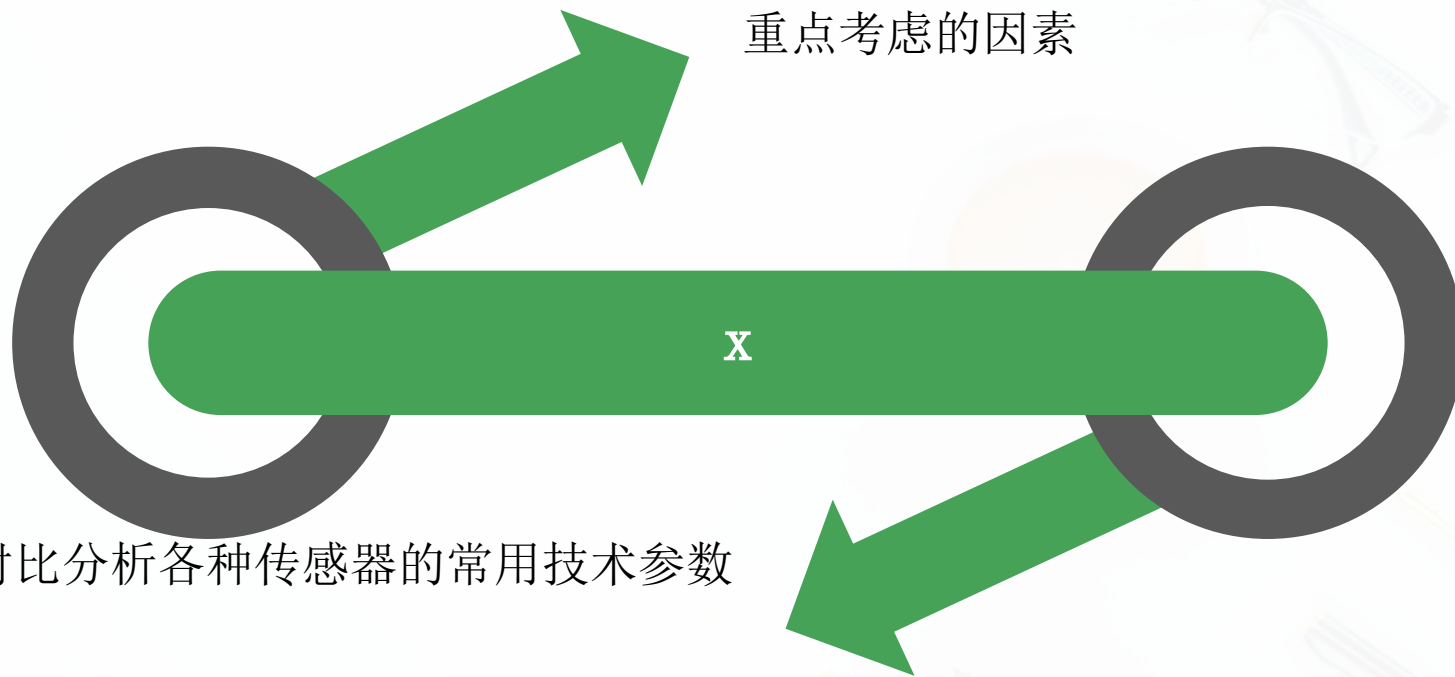 重点考虑的因素
x
对比分析各种传感器的常用技术参数